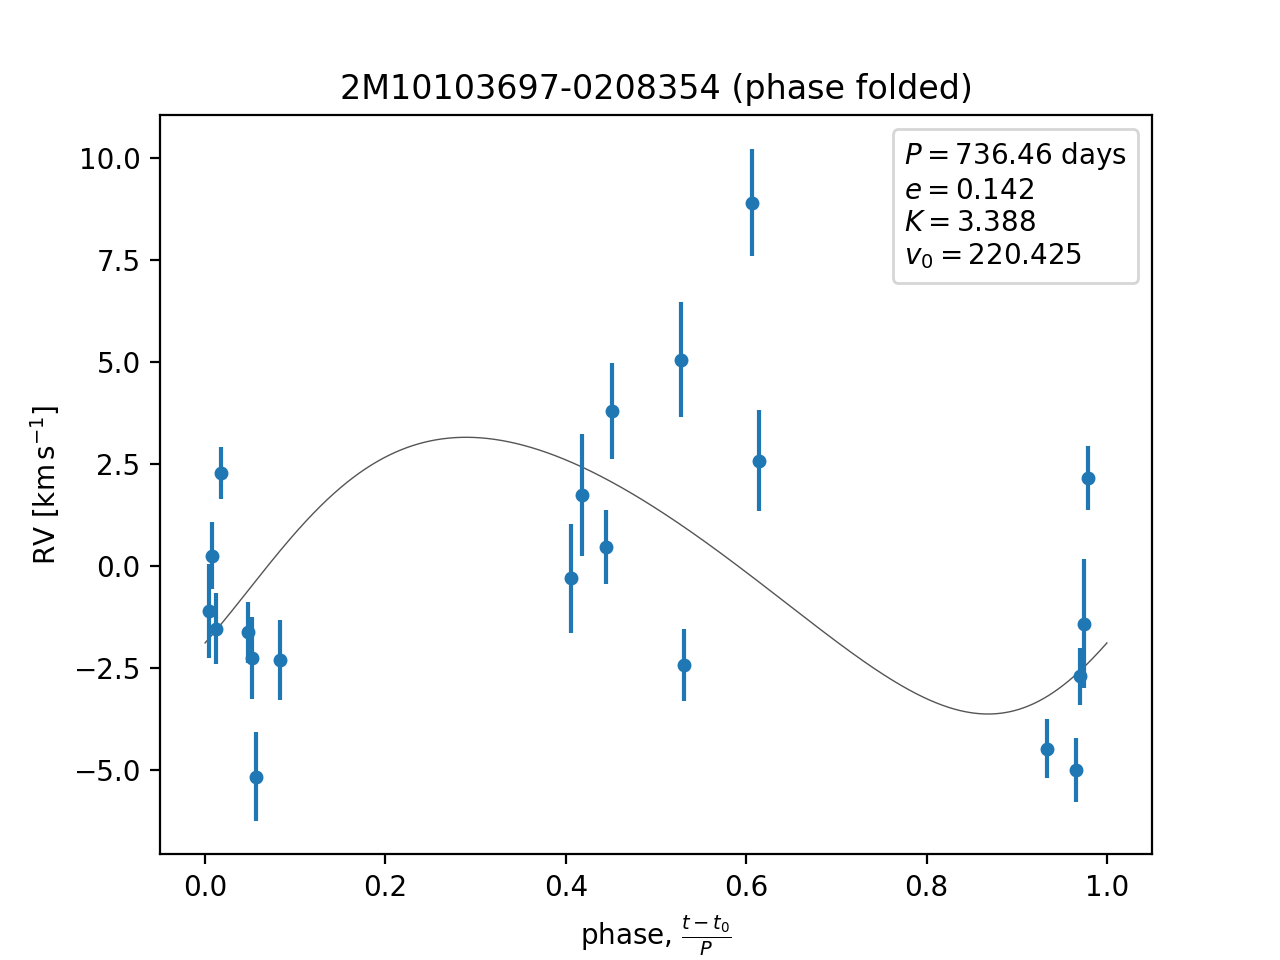 2M10103697-0208354 (phase folded)
P = 736.46 days
e = 0.142
K = 3.388
v₀ = 220.425
10.0
7.5
5.0
2.5
0.0
−2.5
−5.0
RV [km s⁻¹]
0.0 0.2 0.4 0.6 0.8 1.0
phase, (t − t₀)/P